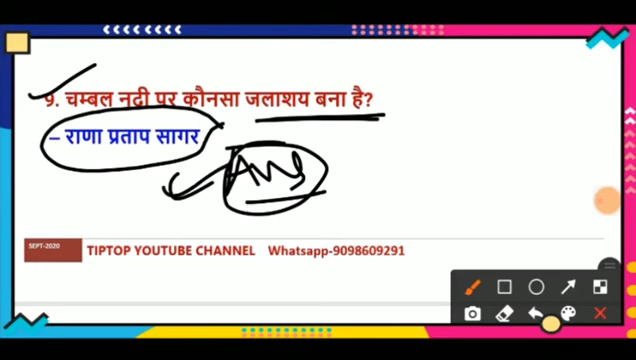 9. चम्बल नदी पर कौनसा जलाशय बना है?
– राणा प्रताप सागर
Ans
SEPT-2020
TIPTOP YOUTUBE CHANNEL Whatsapp-9098609291